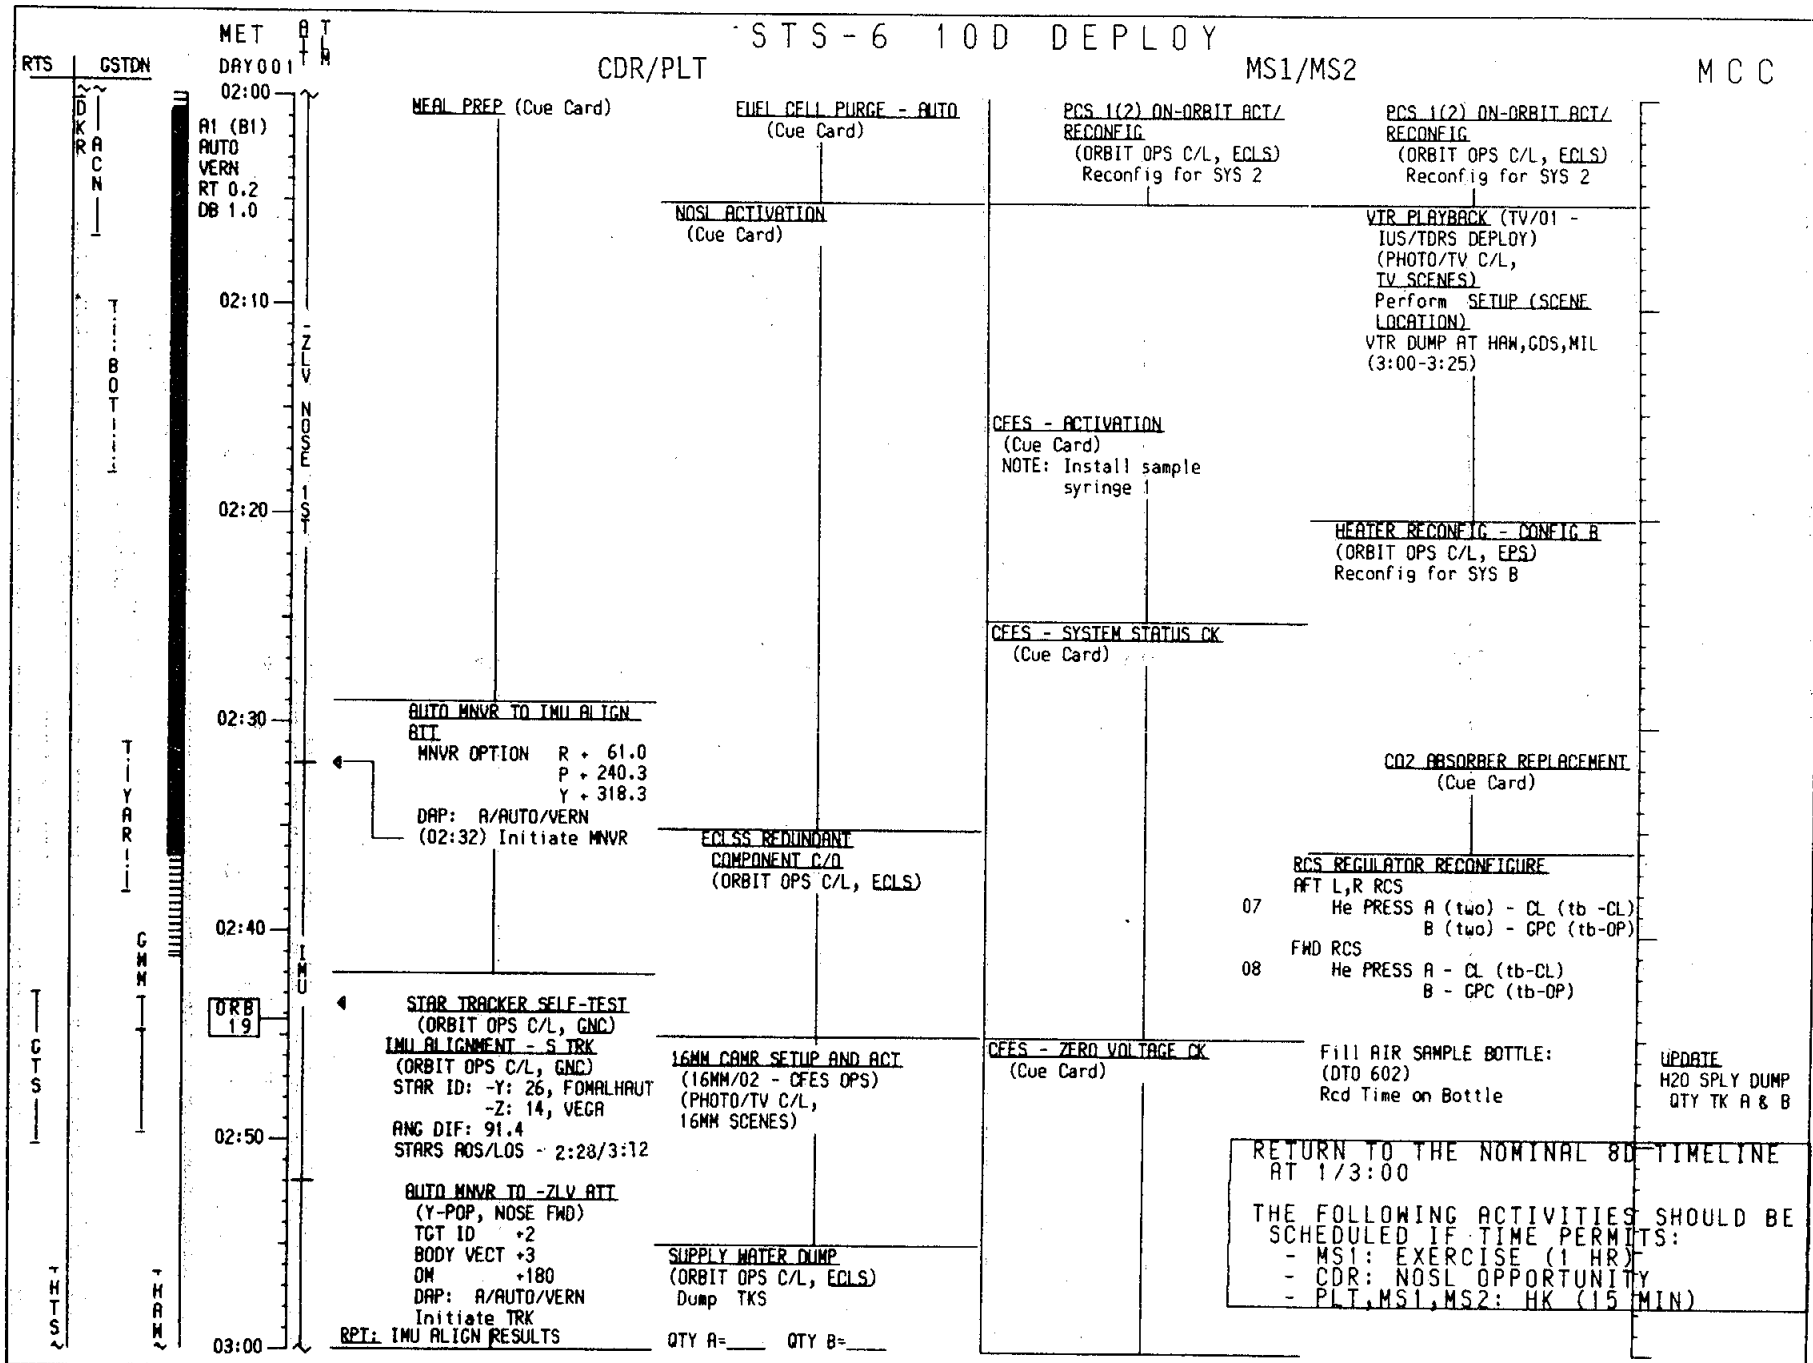 STS-6 10D DEPLOY
RTS GSTDN
MET
DAY001
ATT
TLM
CDR/PLT
MS1/MS2
MCC
DKR
ACN
BOT
YAR
GWM
GTS
HTS
HAW
02:00
A1 (B1)
AUTO
VERN
RT 0.2
DB 1.0
02:10
02:20
02:30
02:40
ORB
19
02:50
03:00
-ZLV NOSE 1ST
IMU
MEAL PREP (Cue Card)
AUTO MNVR TO IMU ALIGN
ATT
MNVR OPTION R + 61.0
P + 240.3
Y + 318.3
DAP: A/AUTO/VERN
(02:32) Initiate MNVR
STAR TRACKER SELF-TEST
(ORBIT OPS C/L, GNC)
IMU ALIGNMENT - S TRK
(ORBIT OPS C/L, GNC)
STAR ID: -Y: 26, FOMALHAUT
-Z: 14, VEGA
ANG DIF: 91.4
STARS AOS/LOS - 2:28/3:12
AUTO MNVR TO -ZLV ATT
(Y-POP, NOSE FWD)
TGT ID +2
BODY VECT +3
OM +180
DAP: A/AUTO/VERN
Initiate TRK
RPT: IMU ALIGN RESULTS
FUEL CELL PURGE - AUTO
(Cue Card)
NOSL ACTIVATION
(Cue Card)
ECLSS REDUNDANT
COMPONENT C/O
(ORBIT OPS C/L, ECLS)
16MM CAMR SETUP AND ACT
(16MM/02 - CFES OPS)
(PHOTO/TV C/L,
16MM SCENES)
SUPPLY WATER DUMP
(ORBIT OPS C/L, ECLS)
Dump TKS
QTY A=____ QTY B=____
PCS 1(2) ON-ORBIT ACT/
RECONFIG
(ORBIT OPS C/L, ECLS)
Reconfig for SYS 2
CFES - ACTIVATION
(Cue Card)
NOTE: Install sample
syringe 1
CFES - SYSTEM STATUS CK
(Cue Card)
CFES - ZERO VOLTAGE CK
(Cue Card)
PCS 1(2) ON-ORBIT ACT/
RECONFIG
(ORBIT OPS C/L, ECLS)
Reconfig for SYS 2
VTR PLAYBACK (TV/01 -
IUS/TDRS DEPLOY)
(PHOTO/TV C/L,
TV SCENES)
Perform SETUP (SCENE
LOCATION)
VTR DUMP AT HAW,GDS,MIL
(3:00-3:25)
HEATER RECONFIG - CONFIG B
(ORBIT OPS C/L, EPS)
Reconfig for SYS B
CO2 ABSORBER REPLACEMENT
(Cue Card)
RCS REGULATOR RECONFIGURE
AFT L,R RCS
07 He PRESS A (two) - CL (tb -CL)
B (two) - GPC (tb-OP)
FWD RCS
08 He PRESS A - CL (tb-CL)
B - GPC (tb-OP)
Fill AIR SAMPLE BOTTLE:
(DTO 602)
Rcd Time on Bottle
UPDATE
H2O SPLY DUMP
QTY TK A & B
RETURN TO THE NOMINAL 8D TIMELINE
AT 1/3:00
THE FOLLOWING ACTIVITIES SHOULD BE
SCHEDULED IF TIME PERMITS:
- MS1: EXERCISE (1 HR)
- CDR: NOSL OPPORTUNITY
- PLT,MS1,MS2: HK (15 MIN)